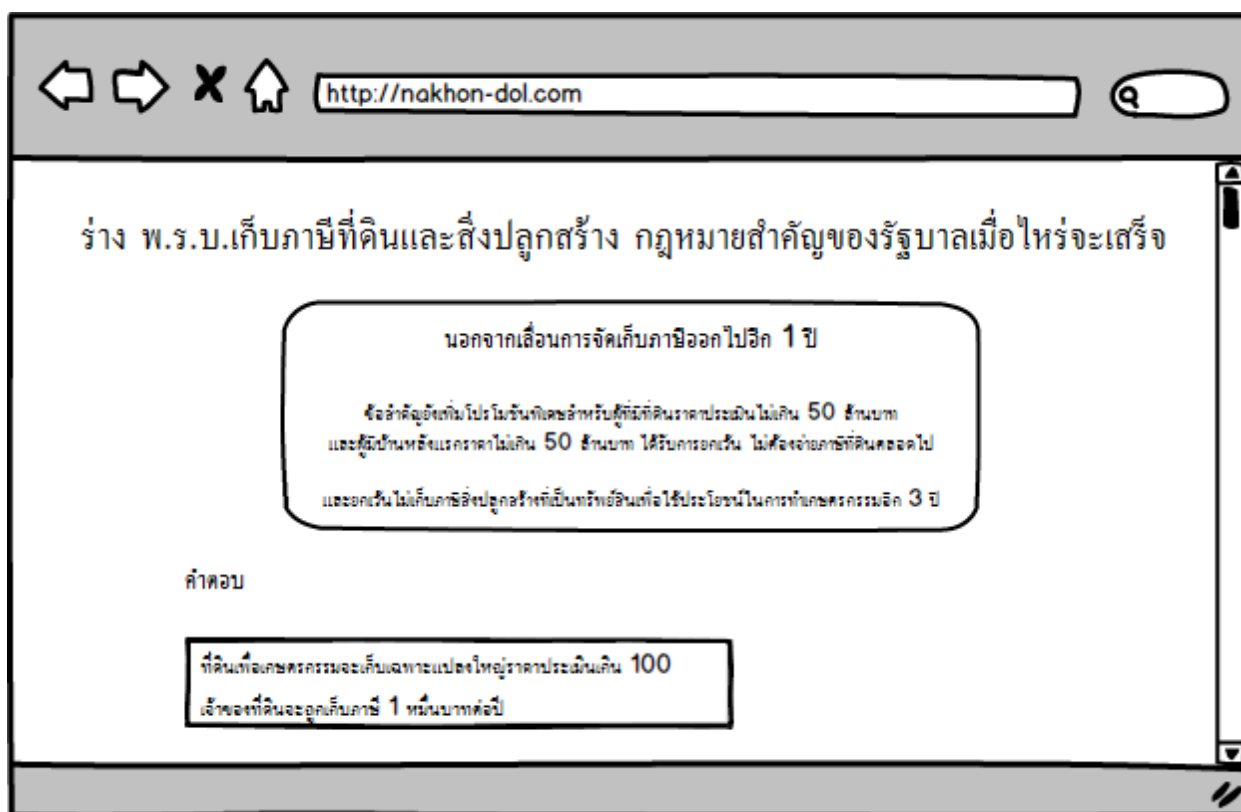 http://nakhon-dol.com
ร่าง พ.ร.บ.เก็บภาษีที่ดินและสิ่งปลูกสร้าง กฎหมายสำคัญของรัฐบาลเมื่อไหร่จะเสร็จ
นอกจากเลื่อนการจัดเก็บภาษีออกไปอีก 1 ปี
ข้อสำคัญยังเพิ่มโปรโมชันพิเศษสำหรับผู้ที่มีที่ดินราคาประเมินไม่เกิน 50 ล้านบาท
และผู้มีบ้านหลังแรกราคาไม่เกิน 50 ล้านบาท ได้รับการยกเว้น ไม่ต้องจ่ายภาษีที่ดินตลอดไป
และยกเว้นไม่เก็บภาษีสิ่งปลูกสร้างที่เป็นทรัพย์สินเพื่อใช้ประโยชน์ในการทำเกษตรกรรมอีก 3 ปี
คำตอบ
ที่ดินเพื่อเกษตรกรรมจะเก็บเฉพาะแปลงใหญ่ราคาประเมินเกิน 100
เจ้าของที่ดินจะถูกเก็บภาษี 1 หมื่นบาทต่อปี